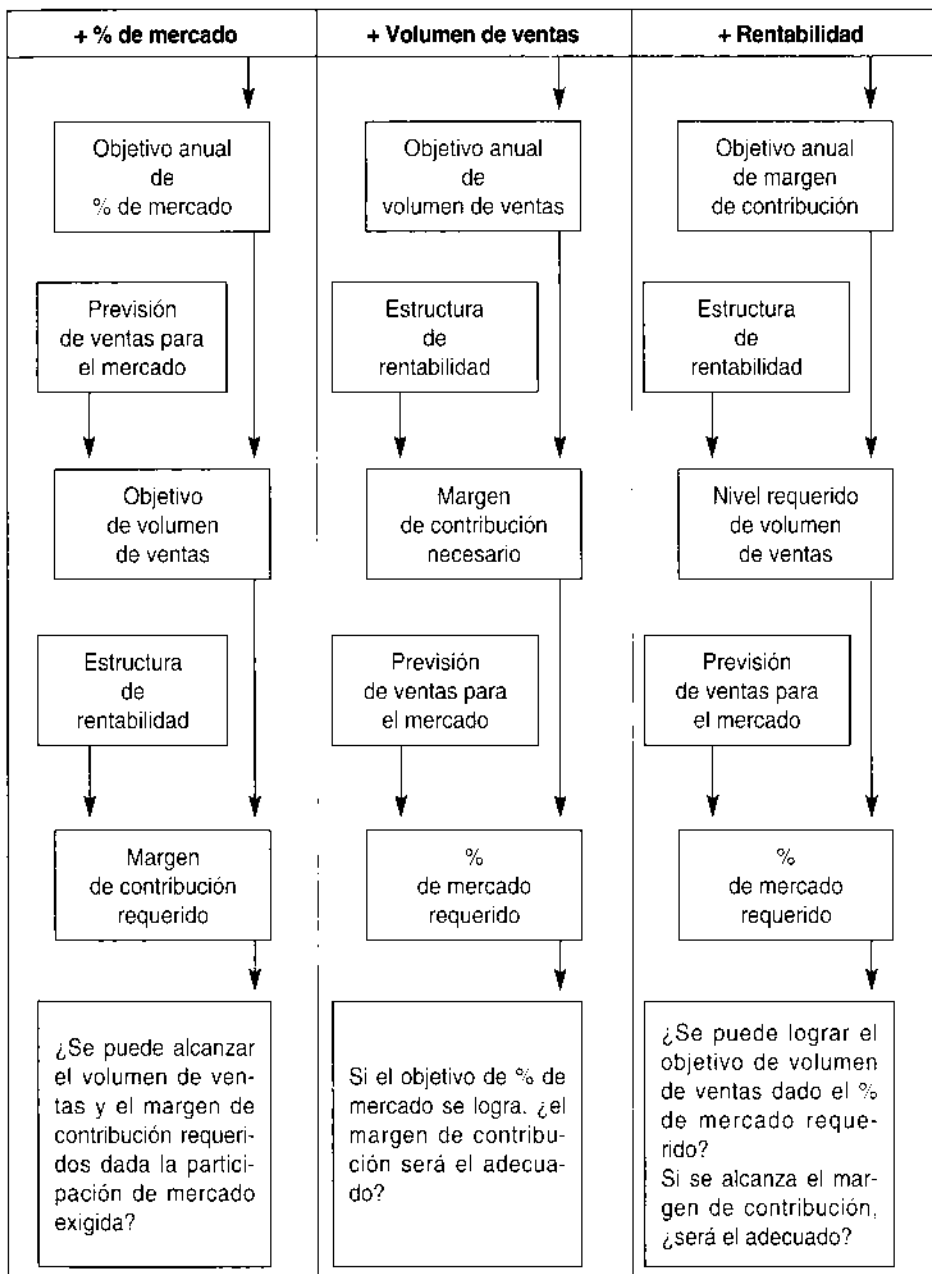 + % de mercado
+ Volumen de ventas
+ Rentabilidad
Objetivo anual
de
% de mercado
Objetivo anual
de
volumen de ventas
Objetivo anual
de margen
de contribución
Previsión
de ventas para
el mercado
Estructura
de
rentabilidad
Estructura
de
rentabilidad
Objetivo
de volumen
de ventas
Margen
de contribución
necesario
Nivel requerido
de volumen
de ventas
Estructura
de
rentabilidad
Previsión
de ventas para
el mercado
Previsión
de ventas para
el mercado
Margen
de contribución
requerido
%
de mercado
requerido
%
de mercado
requerido
¿Se puede alcanzar
el volumen de ven-
tas y el margen de
contribución requeri-
dos dada la partici-
pación de mercado
exigida?
Si el objetivo de % de
mercado se logra. ¿el
margen de contribu-
ción será el adecua-
do?
¿Se puede lograr el
objetivo de volumen
de ventas dado el %
de mercado reque-
rido?
Si se alcanza el mar-
gen de contribución,
¿será el adecuado?